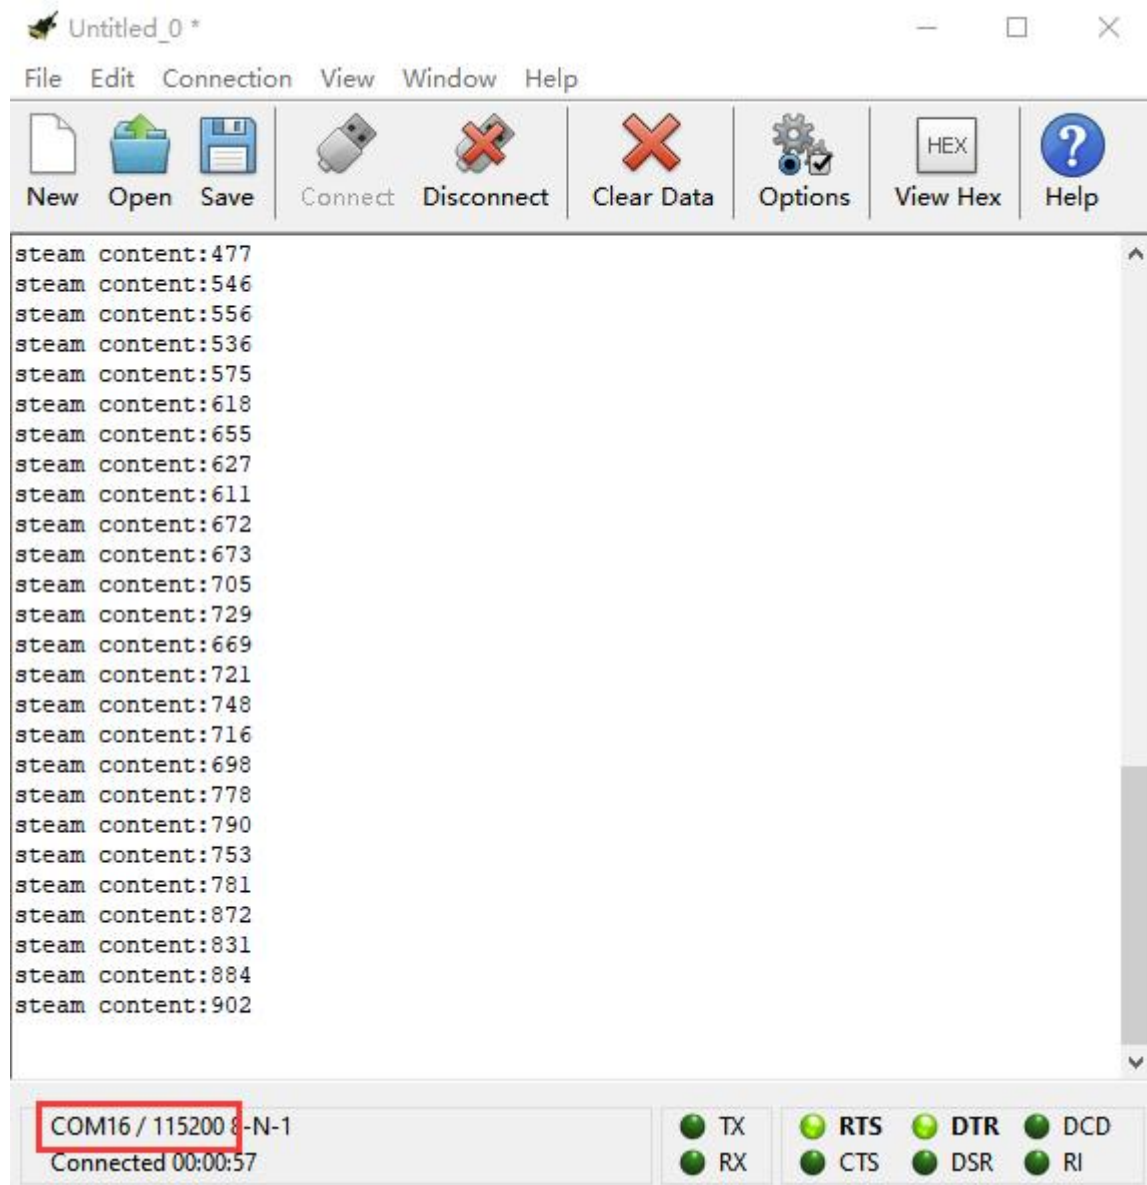 Untitled_0 *
File Edit Connection View Window Help
New Open Save Connect Disconnect Clear Data Options HEX View Hex ? Help
steam content:477
steam content:546
steam content:556
steam content:536
steam content:575
steam content:618
steam content:655
steam content:627
steam content:611
steam content:672
steam content:673
steam content:705
steam content:729
steam content:669
steam content:721
steam content:748
steam content:716
steam content:698
steam content:778
steam content:790
steam content:753
steam content:781
steam content:872
steam content:831
steam content:884
steam content:902
COM16 / 115200 8-N-1
Connected 00:00:57
TX RTS DTR DCD
RX CTS DSR RI